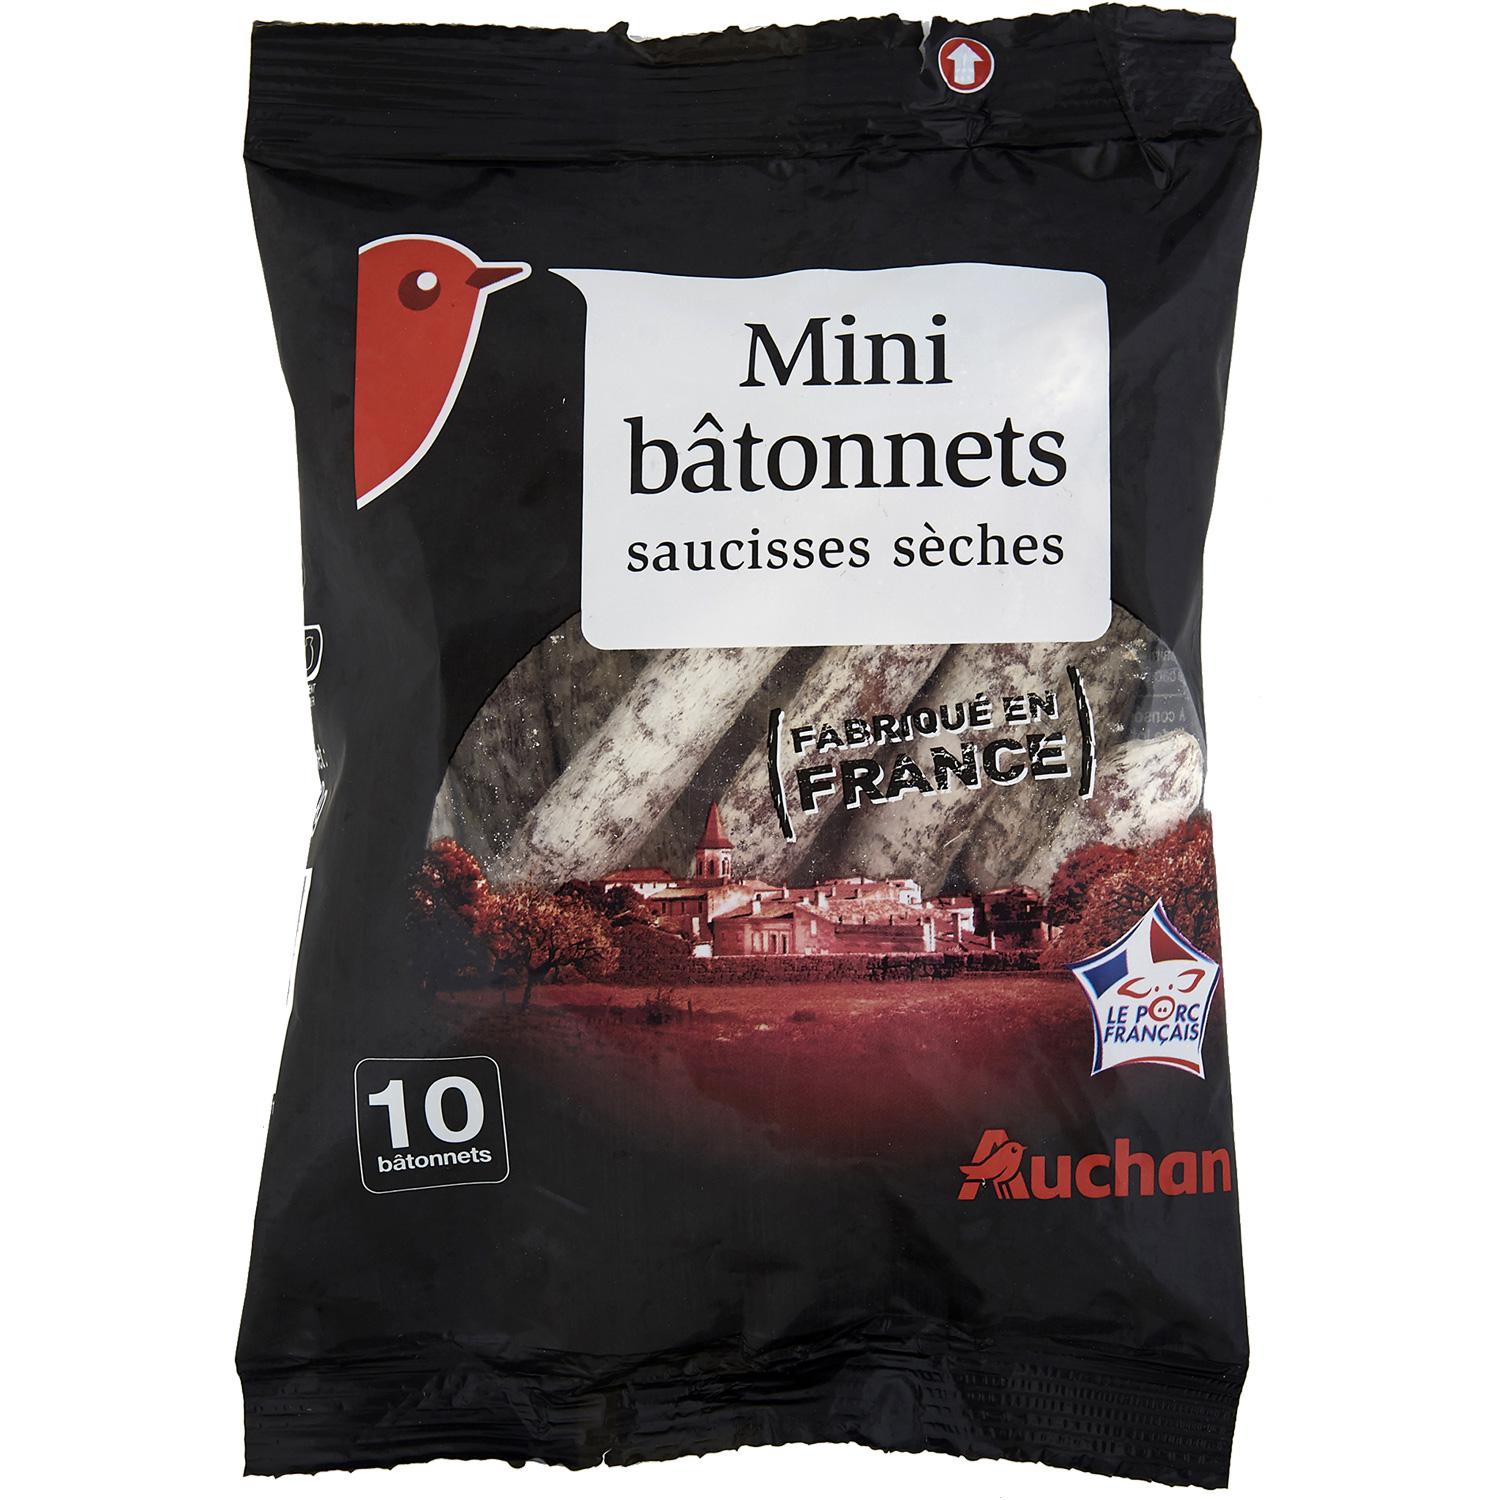 Mini
bâtonnets
saucisses sèches
FABRIQUÉ EN
FRANCE
LE PORC
FRANÇAIS
10
bâtonnets
Auchan